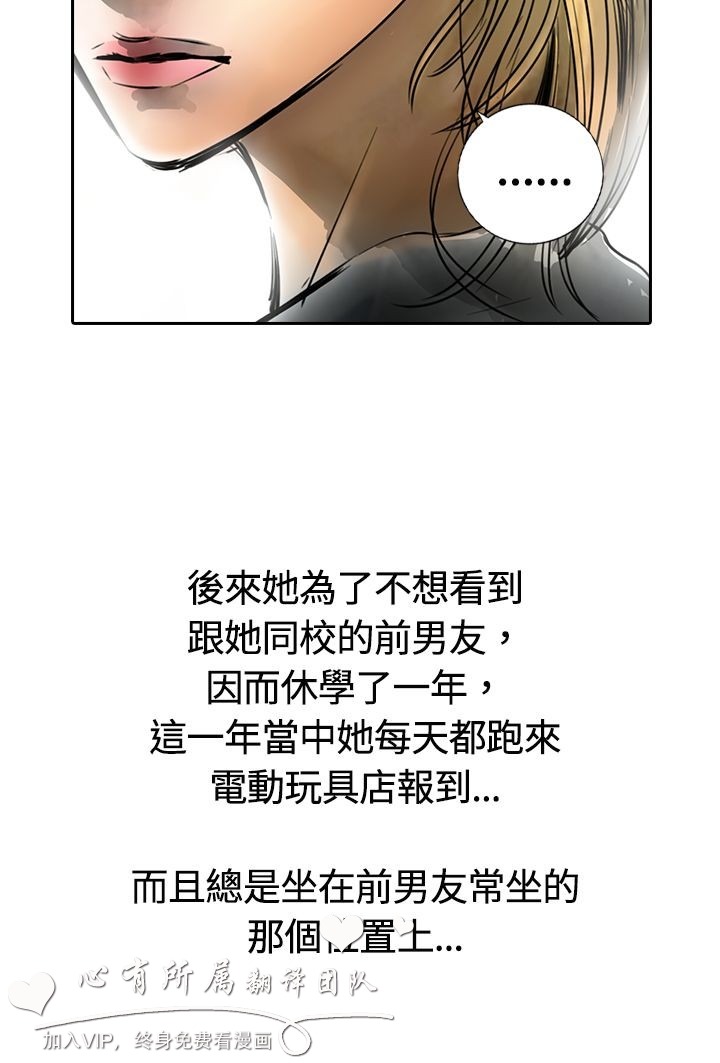 ……
後來她為了不想看到
跟她同校的前男友，
因而休學了一年，
這一年當中她每天都跑來
電動玩具店報到...
而且總是坐在前男友常坐的
那個位置上...
心有所属翻译团队
加入VIP，终身免费看漫画